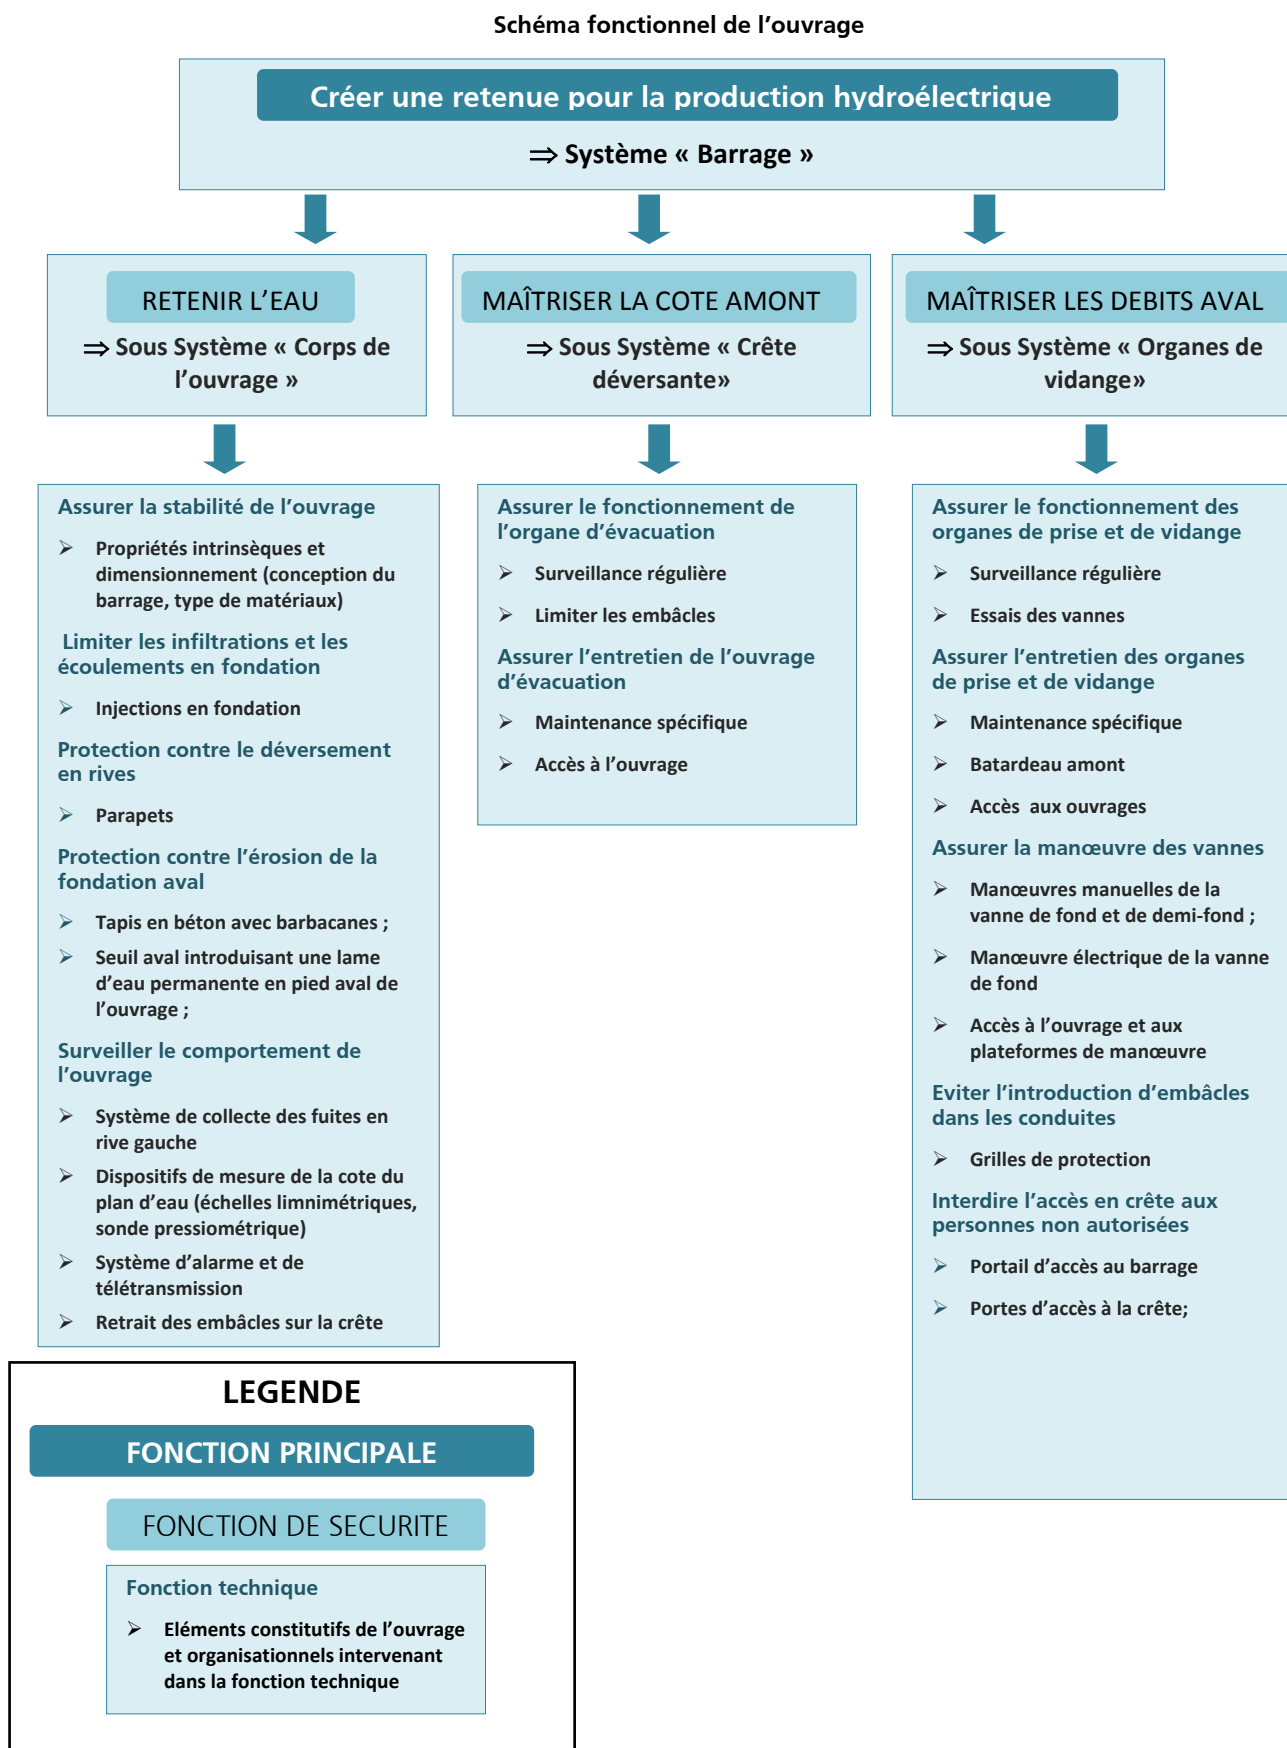 Schéma fonctionnel de l'ouvrage
Créer une retenue pour la production hydroélectrique
⇒ Système « Barrage »
RETENIR L'EAU
⇒ Sous Système « Corps de
l'ouvrage »
MAÎTRISER LA COTE AMONT
⇒ Sous Système « Crête
déversante»
MAÎTRISER LES DEBITS AVAL
⇒ Sous Système « Organes de
vidange»
Assurer la stabilité de l'ouvrage
➢ Propriétés intrinsèques et
dimensionnement (conception du
barrage, type de matériaux)
Limiter les infiltrations et les
écoulements en fondation
➢ Injections en fondation
Protection contre le déversement
en rives
➢ Parapets
Protection contre l'érosion de la
fondation aval
➢ Tapis en béton avec barbacanes ;
➢ Seuil aval introduisant une lame
d'eau permanente en pied aval de
l'ouvrage ;
Surveiller le comportement de
l'ouvrage
➢ Système de collecte des fuites en
rive gauche
➢ Dispositifs de mesure de la cote du
plan d'eau (échelles limnimétriques,
sonde pressiométrique)
➢ Système d'alarme et de
télétransmission
➢ Retrait des embâcles sur la crête
Assurer le fonctionnement de
l'organe d'évacuation
➢ Surveillance régulière
➢ Limiter les embâcles
Assurer l'entretien de l'ouvrage
d'évacuation
➢ Maintenance spécifique
➢ Accès à l'ouvrage
Assurer le fonctionnement des
organes de prise et de vidange
➢ Surveillance régulière
➢ Essais des vannes
Assurer l'entretien des organes
de prise et de vidange
➢ Maintenance spécifique
➢ Batardeau amont
➢ Accès aux ouvrages
Assurer la manœuvre des vannes
➢ Manœuvres manuelles de la
vanne de fond et de demi-fond ;
➢ Manœuvre électrique de la vanne
de fond
➢ Accès à l'ouvrage et aux
plateformes de manœuvre
Eviter l'introduction d'embâcles
dans les conduites
➢ Grilles de protection
Interdire l'accès en crête aux
personnes non autorisées
➢ Portail d'accès au barrage
➢ Portes d'accès à la crête;
LEGENDE
FONCTION PRINCIPALE
FONCTION DE SECURITE
Fonction technique
➢ Eléments constitutifs de l'ouvrage
et organisationnels intervenant
dans la fonction technique